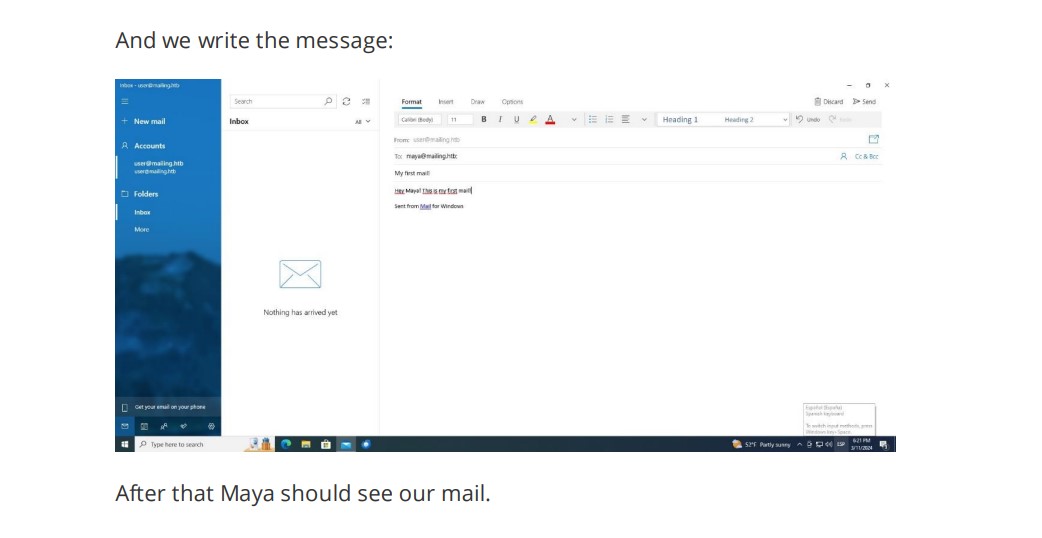 And we write the message:
Inbox - user@mailing.htb
Search
Format Insert Draw Options
Discard Send
New mail
Inbox
All
Calibri (Body) 11 B I U A Heading 1 Heading 2 Undo
Accounts
From: user@mailing.htb
user@mailing.htb
user@mailing.htb
To: maya@mailing.htb;
Cc & Bcc
My first mail!
Folders
Hey Maya! This is my first mail!
Inbox
Sent from Mail for Windows
More
Nothing has arrived yet
Get your email on your phone
Español (España)
Spanish keyboard
To switch input methods, press
Windows key+Space.
Type here to search
52°F Partly sunny
ESP
6:21 PM
3/11/2024
After that Maya should see our mail.